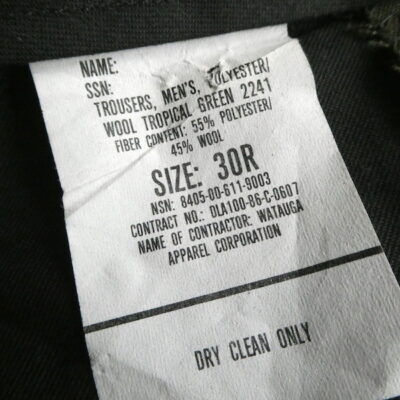 NAME:
SSN:
TROUSERS, MEN'S, POLYESTER/
WOOL TROPICAL GREEN 2241
FIBER CONTENT: 55% POLYESTER/
45% WOOL
SIZE: 30R
NSN: 8405-00-611-9003
CONTRACT NO.: DLA100-86-C-0607
NAME OF CONTRACTOR: WATAUGA
APPAREL CORPORATION
DRY CLEAN ONLY